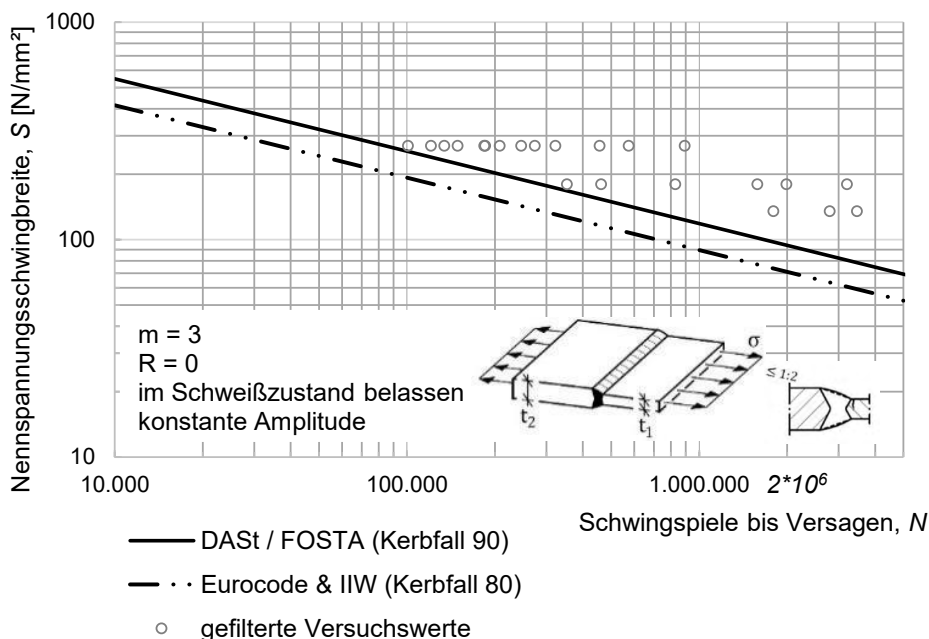 Nennspannungsschwingbreite, S [N/mm²]
1000
100
10
m = 3
R = 0
im Schweißzustand belassen
konstante Amplitude
t₂
t₁
σ
≤ 1:2
10.000
100.000
1.000.000
2*10⁶
Schwingspiele bis Versagen, N
DASt / FOSTA (Kerbfall 90)
Eurocode & IIW (Kerbfall 80)
gefilterte Versuchswerte